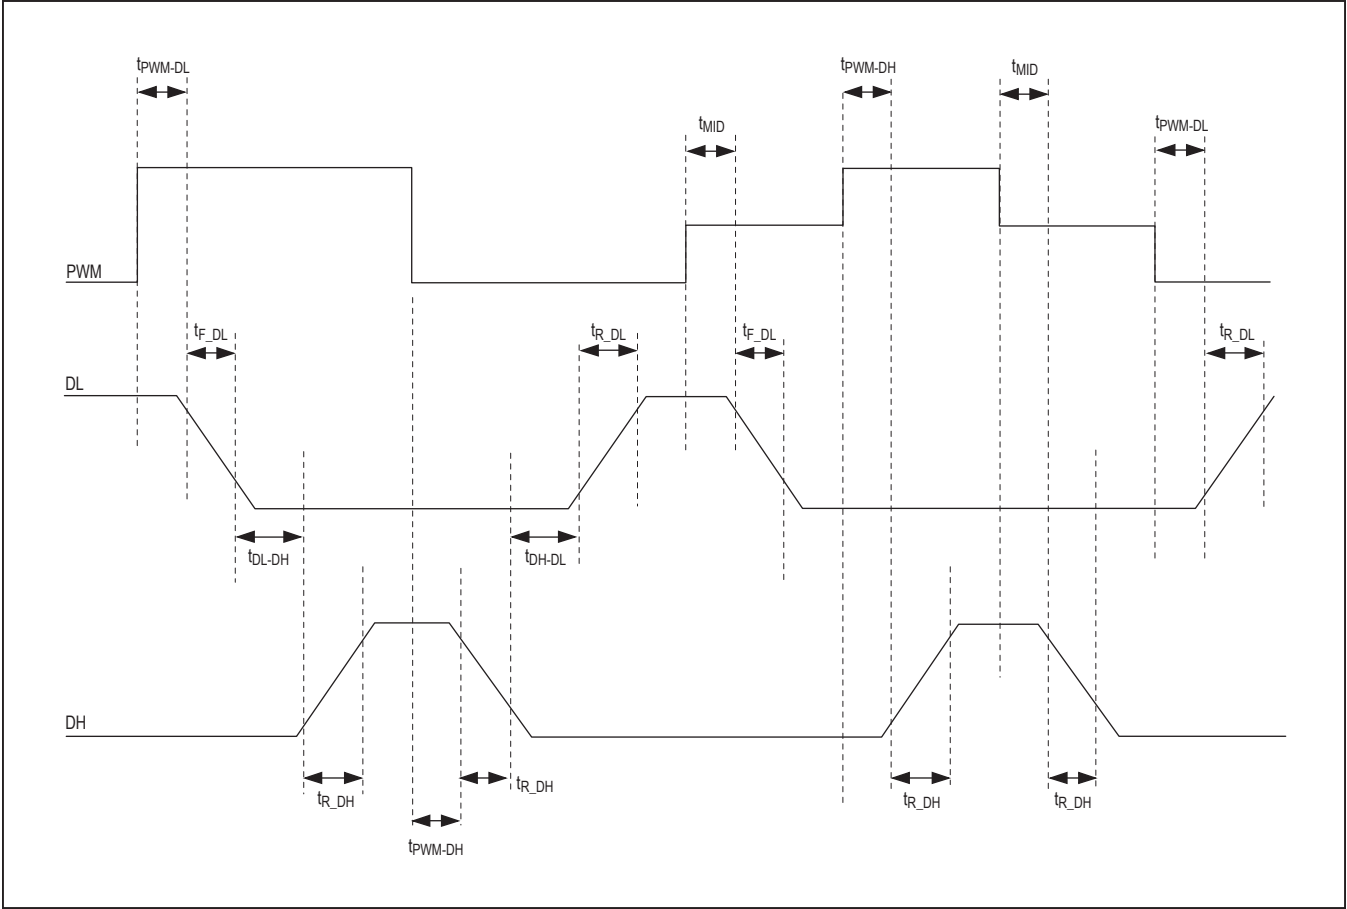 tPWM-DL
tPWM-DH
tMID
tMID
tPWM-DL
PWM
tF_DL
tR_DL
tF_DL
tR_DL
DL
tDL-DH
tDH-DL
DH
tR_DH
tR_DH
tR_DH
tR_DH
tPWM-DH